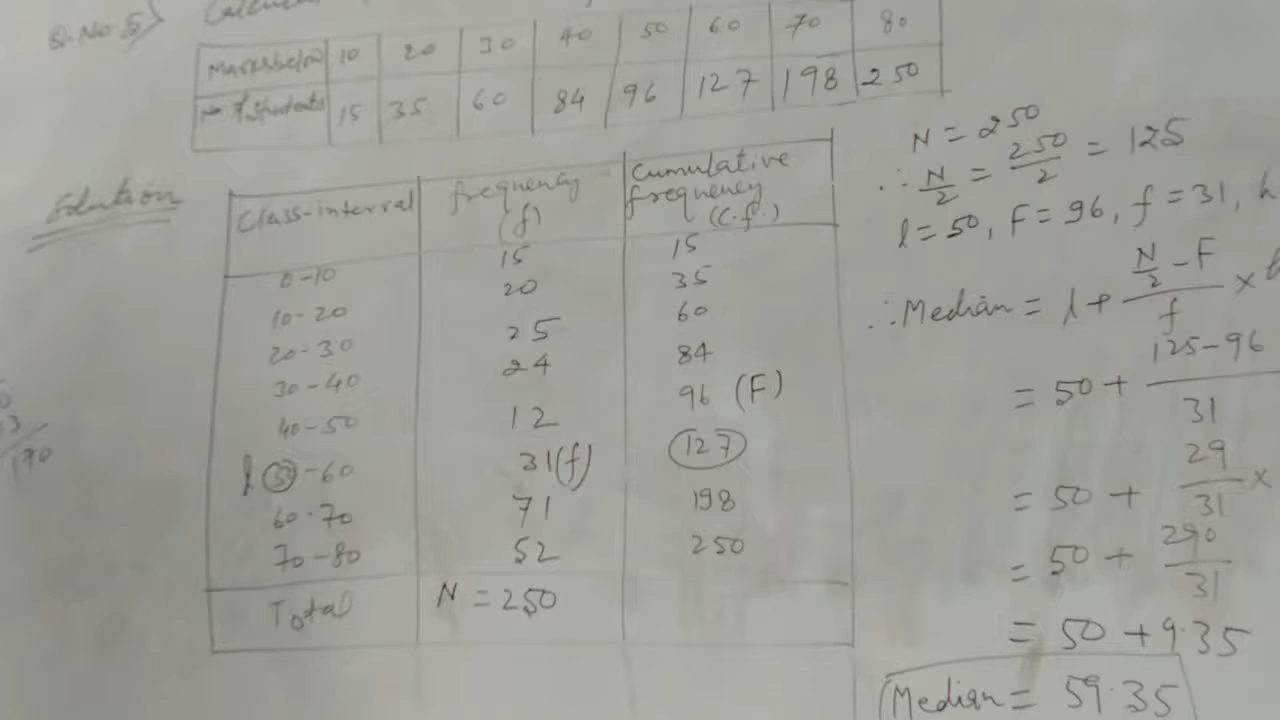 Q.No 5)
Marks below 10 20 30 40 50 60 70 80
No of students 15 35 60 84 96 127 198 250
Solution
Class-interval frequency (f) Cumulative frequency (C.f.)
0-10 15 15
10-20 20 35
20-30 25 60
30-40 24 84
40-50 12 96 (F)
l 50-60 31(f) 127
60-70 71 198
70-80 52 250
Total N = 250
N = 250
∴ N/2 = 250/2 = 125
l = 50, F = 96, f = 31, h
∴ Median = l + (N/2 - F)/f ×
= 50 + (125-96)/31
= 50 + 29/31 ×
= 50 + 290/31
= 50 + 9.35
Median = 59.35